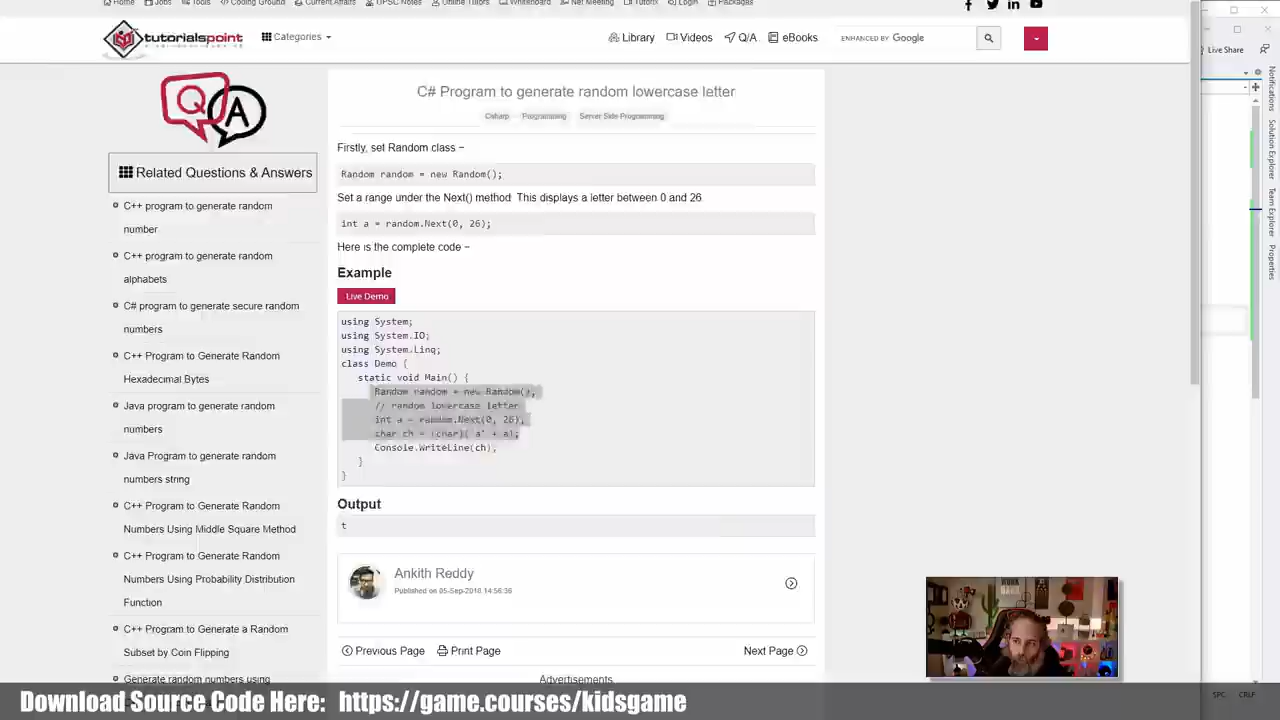 Home Jobs Tools Coding Ground Current Affairs UPSC Notes Online Tutors Whiteboard Net Meeting Tutorix Login Packages
tutorialspoint
Categories
Library Videos Q/A eBooks
ENHANCED BY Google
Live Share
Q A
C# Program to generate random lowercase letter
Csharp Programming Server Side Programming
Related Questions & Answers
C++ program to generate random
number
C++ program to generate random
alphabets
C# program to generate secure random
numbers
C++ Program to Generate Random
Hexadecimal Bytes
Java program to generate random
numbers
Java Program to generate random
numbers string
C++ Program to Generate Random
Numbers Using Middle Square Method
C++ Program to Generate Random
Numbers Using Probability Distribution
Function
C++ Program to Generate a Random
Subset by Coin Flipping
Generate random numbers using
Firstly, set Random class −
Random random = new Random();
Set a range under the Next() method. This displays a letter between 0 and 26
int a = random.Next(0, 26);
Here is the complete code −
Example
Live Demo
using System;
using System.IO;
using System.Linq;
class Demo {
static void Main() {
Random random = new Random();
// random lowercase letter
int a = random.Next(0, 26);
char ch = (char)('a' + a);
Console.WriteLine(ch);
}
}
Output
t
Ankith Reddy
Published on 05-Sep-2018 14:56:36
Previous Page Print Page Next Page
Advertisements
Notifications
Solution Explorer
Team Explorer
Properties
SPC CRLF
Download Source Code Here: https://game.courses/kidsgame